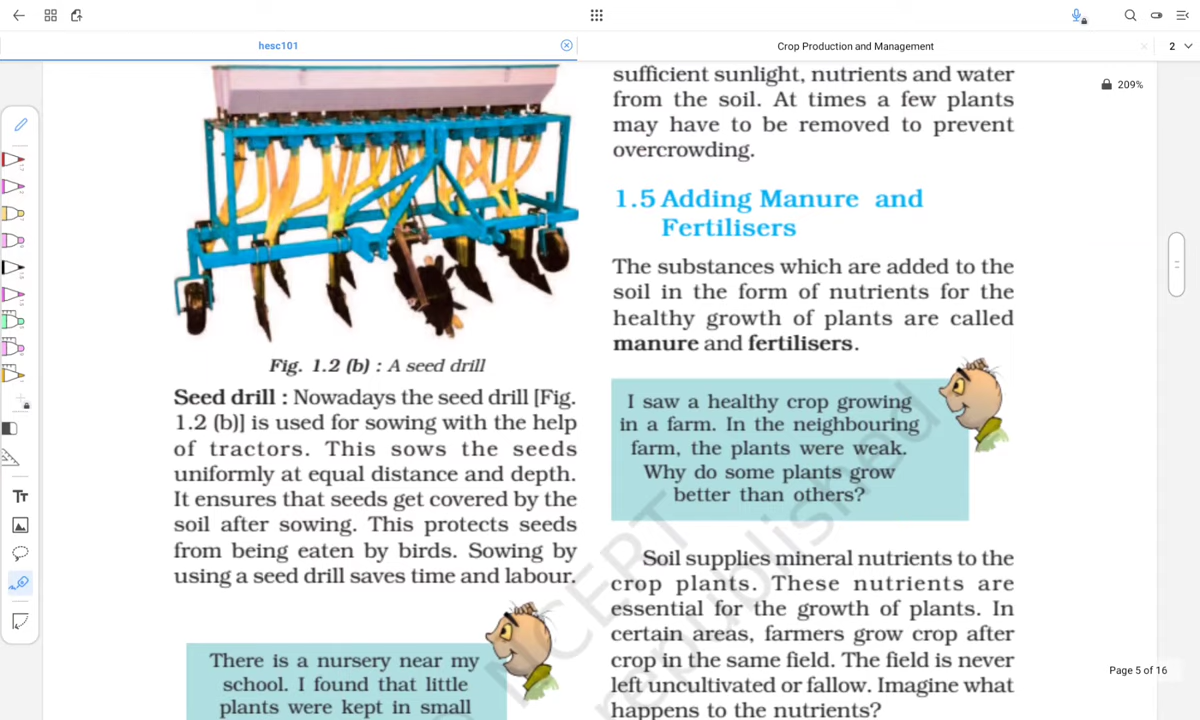 hesc101
Crop Production and Management
2
209%
Fig. 1.2 (b) : A seed drill
Seed drill : Nowadays the seed drill [Fig.
1.2 (b)] is used for sowing with the help
of tractors. This sows the seeds
uniformly at equal distance and depth.
It ensures that seeds get covered by the
soil after sowing. This protects seeds
from being eaten by birds. Sowing by
using a seed drill saves time and labour.
There is a nursery near my
school. I found that little
plants were kept in small
sufficient sunlight, nutrients and water
from the soil. At times a few plants
may have to be removed to prevent
overcrowding.
1.5 Adding Manure and
Fertilisers
The substances which are added to the
soil in the form of nutrients for the
healthy growth of plants are called
manure and fertilisers.
I saw a healthy crop growing
in a farm. In the neighbouring
farm, the plants were weak.
Why do some plants grow
better than others?
Soil supplies mineral nutrients to the
crop plants. These nutrients are
essential for the growth of plants. In
certain areas, farmers grow crop after
crop in the same field. The field is never
left uncultivated or fallow. Imagine what
happens to the nutrients?
NCERT
republished
Tт
Page 5 of 16